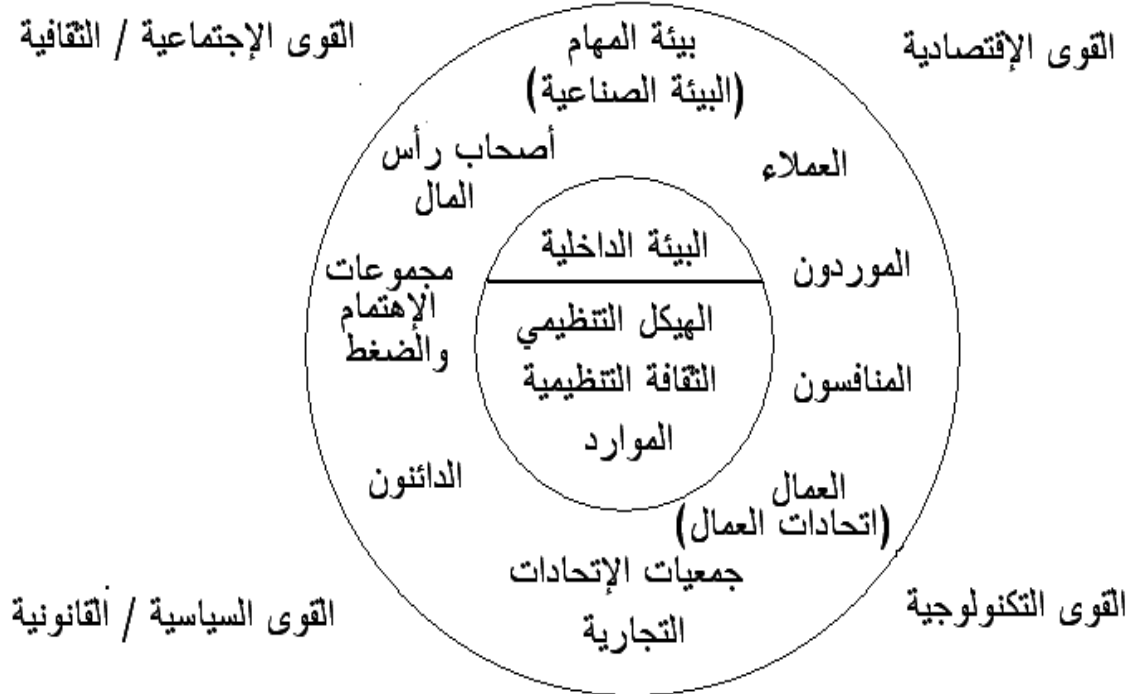 القوى الإقتصادية
القوى الإجتماعية / الثقافية
بيئة المهام
(البيئة الصناعية)
العملاء
الموردون
المنافسون
العمال
(اتحادات العمال)
جمعيات الإتحادات
التجارية
الدائنون
مجموعات
الإهتمام
والضغط
أصحاب رأس
المال
البيئة الداخلية
الهيكل التنظيمي
الثقافة التنظيمية
الموارد
القوى التكنولوجية
القوى السياسية / القانونية